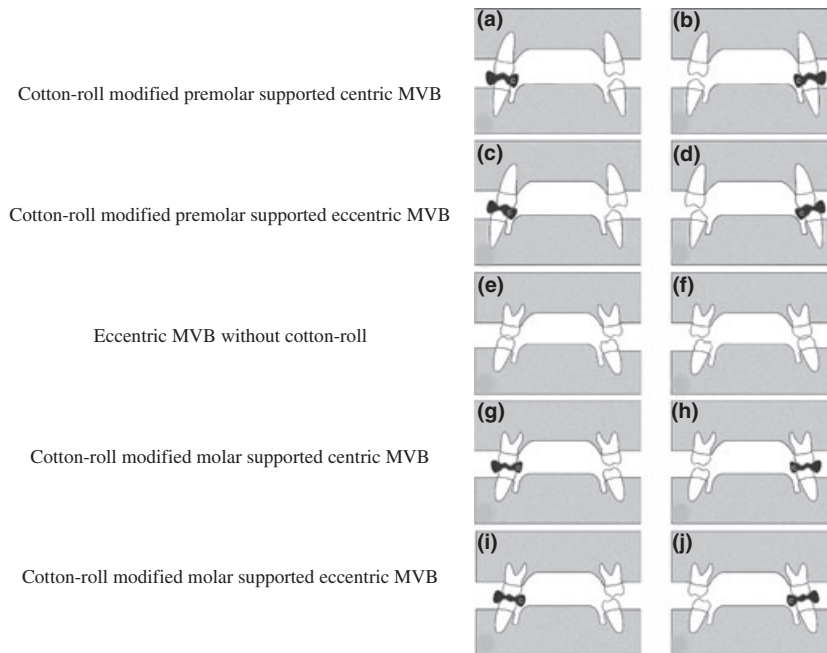 (a) (b)
Cotton-roll modified premolar supported centric MVB
(c) (d)
Cotton-roll modified premolar supported eccentric MVB
(e) (f)
Eccentric MVB without cotton-roll
(g) (h)
Cotton-roll modified molar supported centric MVB
(i) (j)
Cotton-roll modified molar supported eccentric MVB